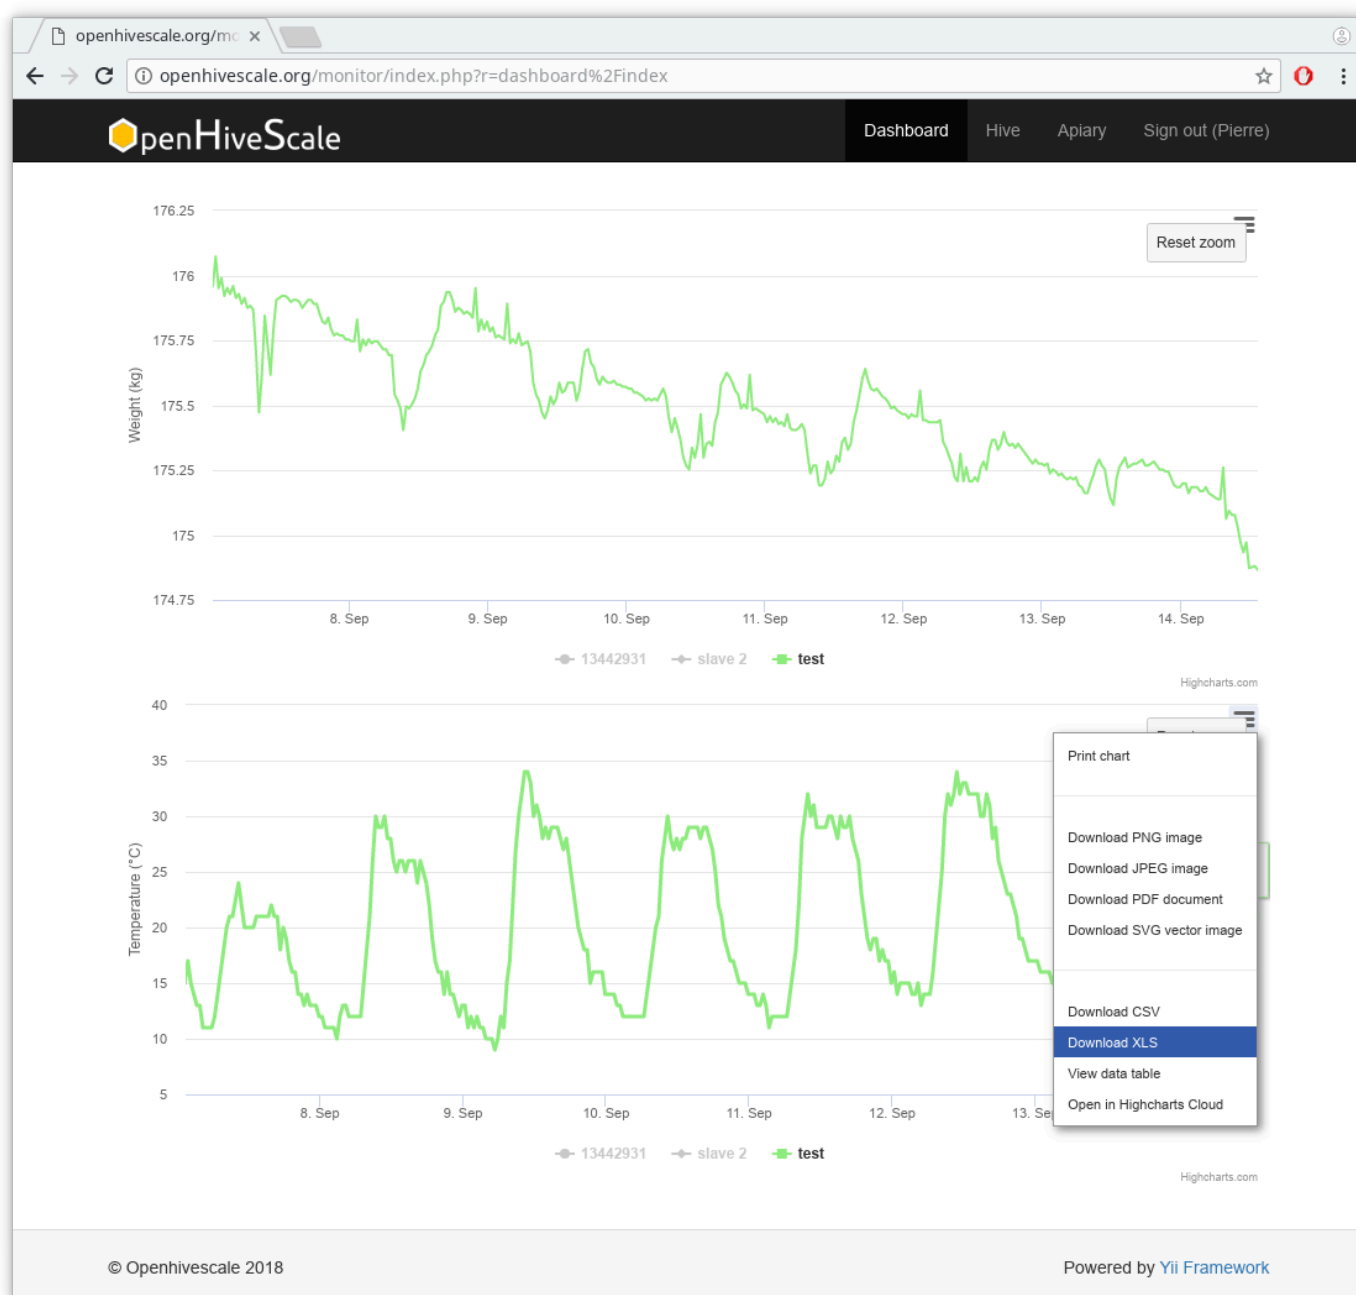 openhivescale.org/mo
openhivescale.org/monitor/index.php?r=dashboard%2Findex
OpenHiveScale
Dashboard Hive Apiary Sign out (Pierre)
176.25
Reset zoom
176
175.75
175.5
175.25
175
174.75
Weight (kg)
8. Sep 9. Sep 10. Sep 11. Sep 12. Sep 13. Sep 14. Sep
13442931 slave 2 test
Highcharts.com
40
35
30
25
20
15
10
5
Temperature (°C)
8. Sep 9. Sep 10. Sep 11. Sep 12. Sep 13. Se
Print chart
Download PNG image
Download JPEG image
Download PDF document
Download SVG vector image
Download CSV
Download XLS
View data table
Open in Highcharts Cloud
13442931 slave 2 test
Highcharts.com
© Openhivescale 2018
Powered by Yii Framework